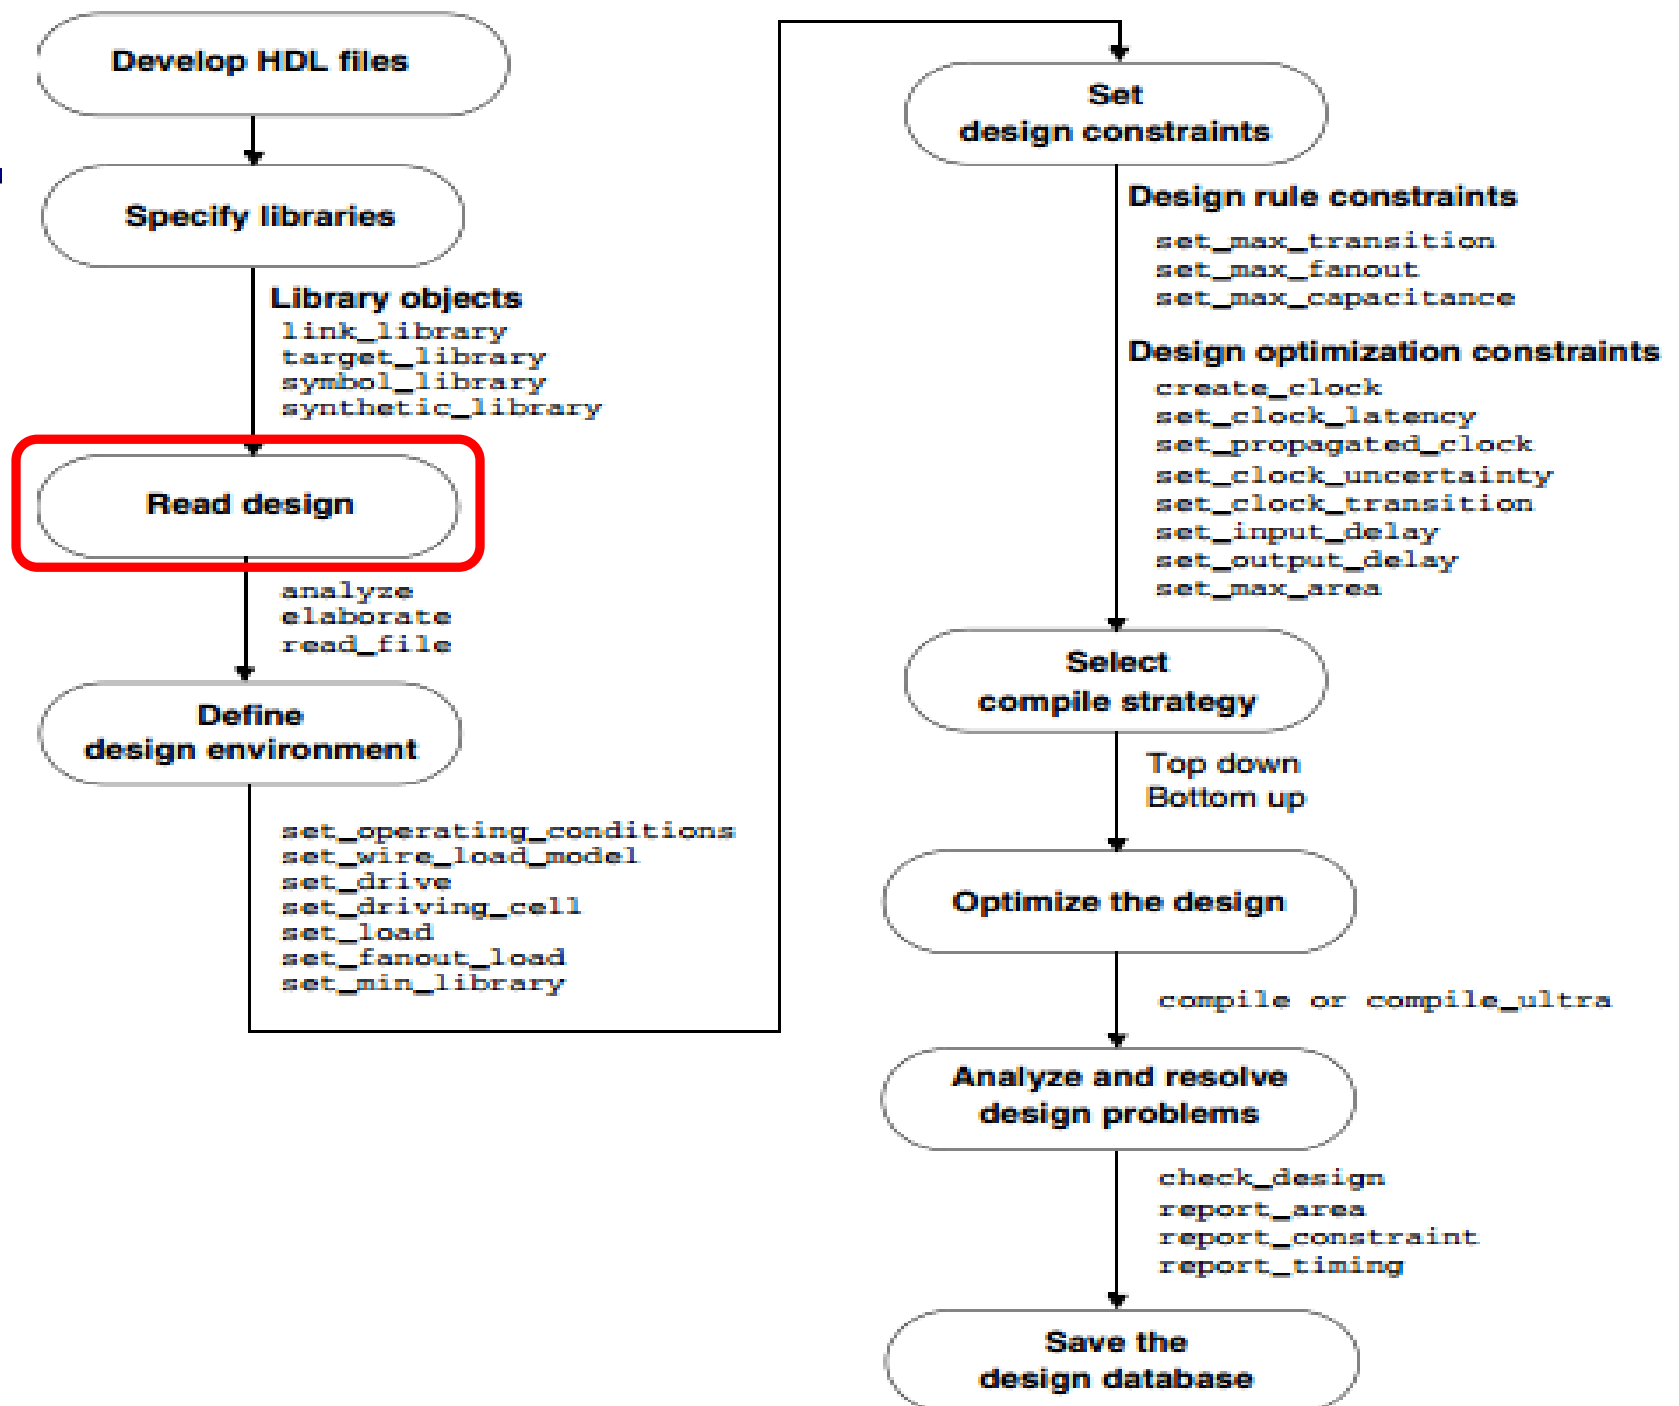 Develop HDL files
Specify libraries
Library objects
link_library
target_library
symbol_library
synthetic_library
Read design
analyze
elaborate
read_file
Define
design environment
set_operating_conditions
set_wire_load_model
set_drive
set_driving_cell
set_load
set_fanout_load
set_min_library
Set
design constraints
Design rule constraints
set_max_transition
set_max_fanout
set_max_capacitance
Design optimization constraints
create_clock
set_clock_latency
set_propagated_clock
set_clock_uncertainty
set_clock_transition
set_input_delay
set_output_delay
set_max_area
Select
compile strategy
Top down
Bottom up
Optimize the design
compile or compile_ultra
Analyze and resolve
design problems
check_design
report_area
report_constraint
report_timing
Save the
design database